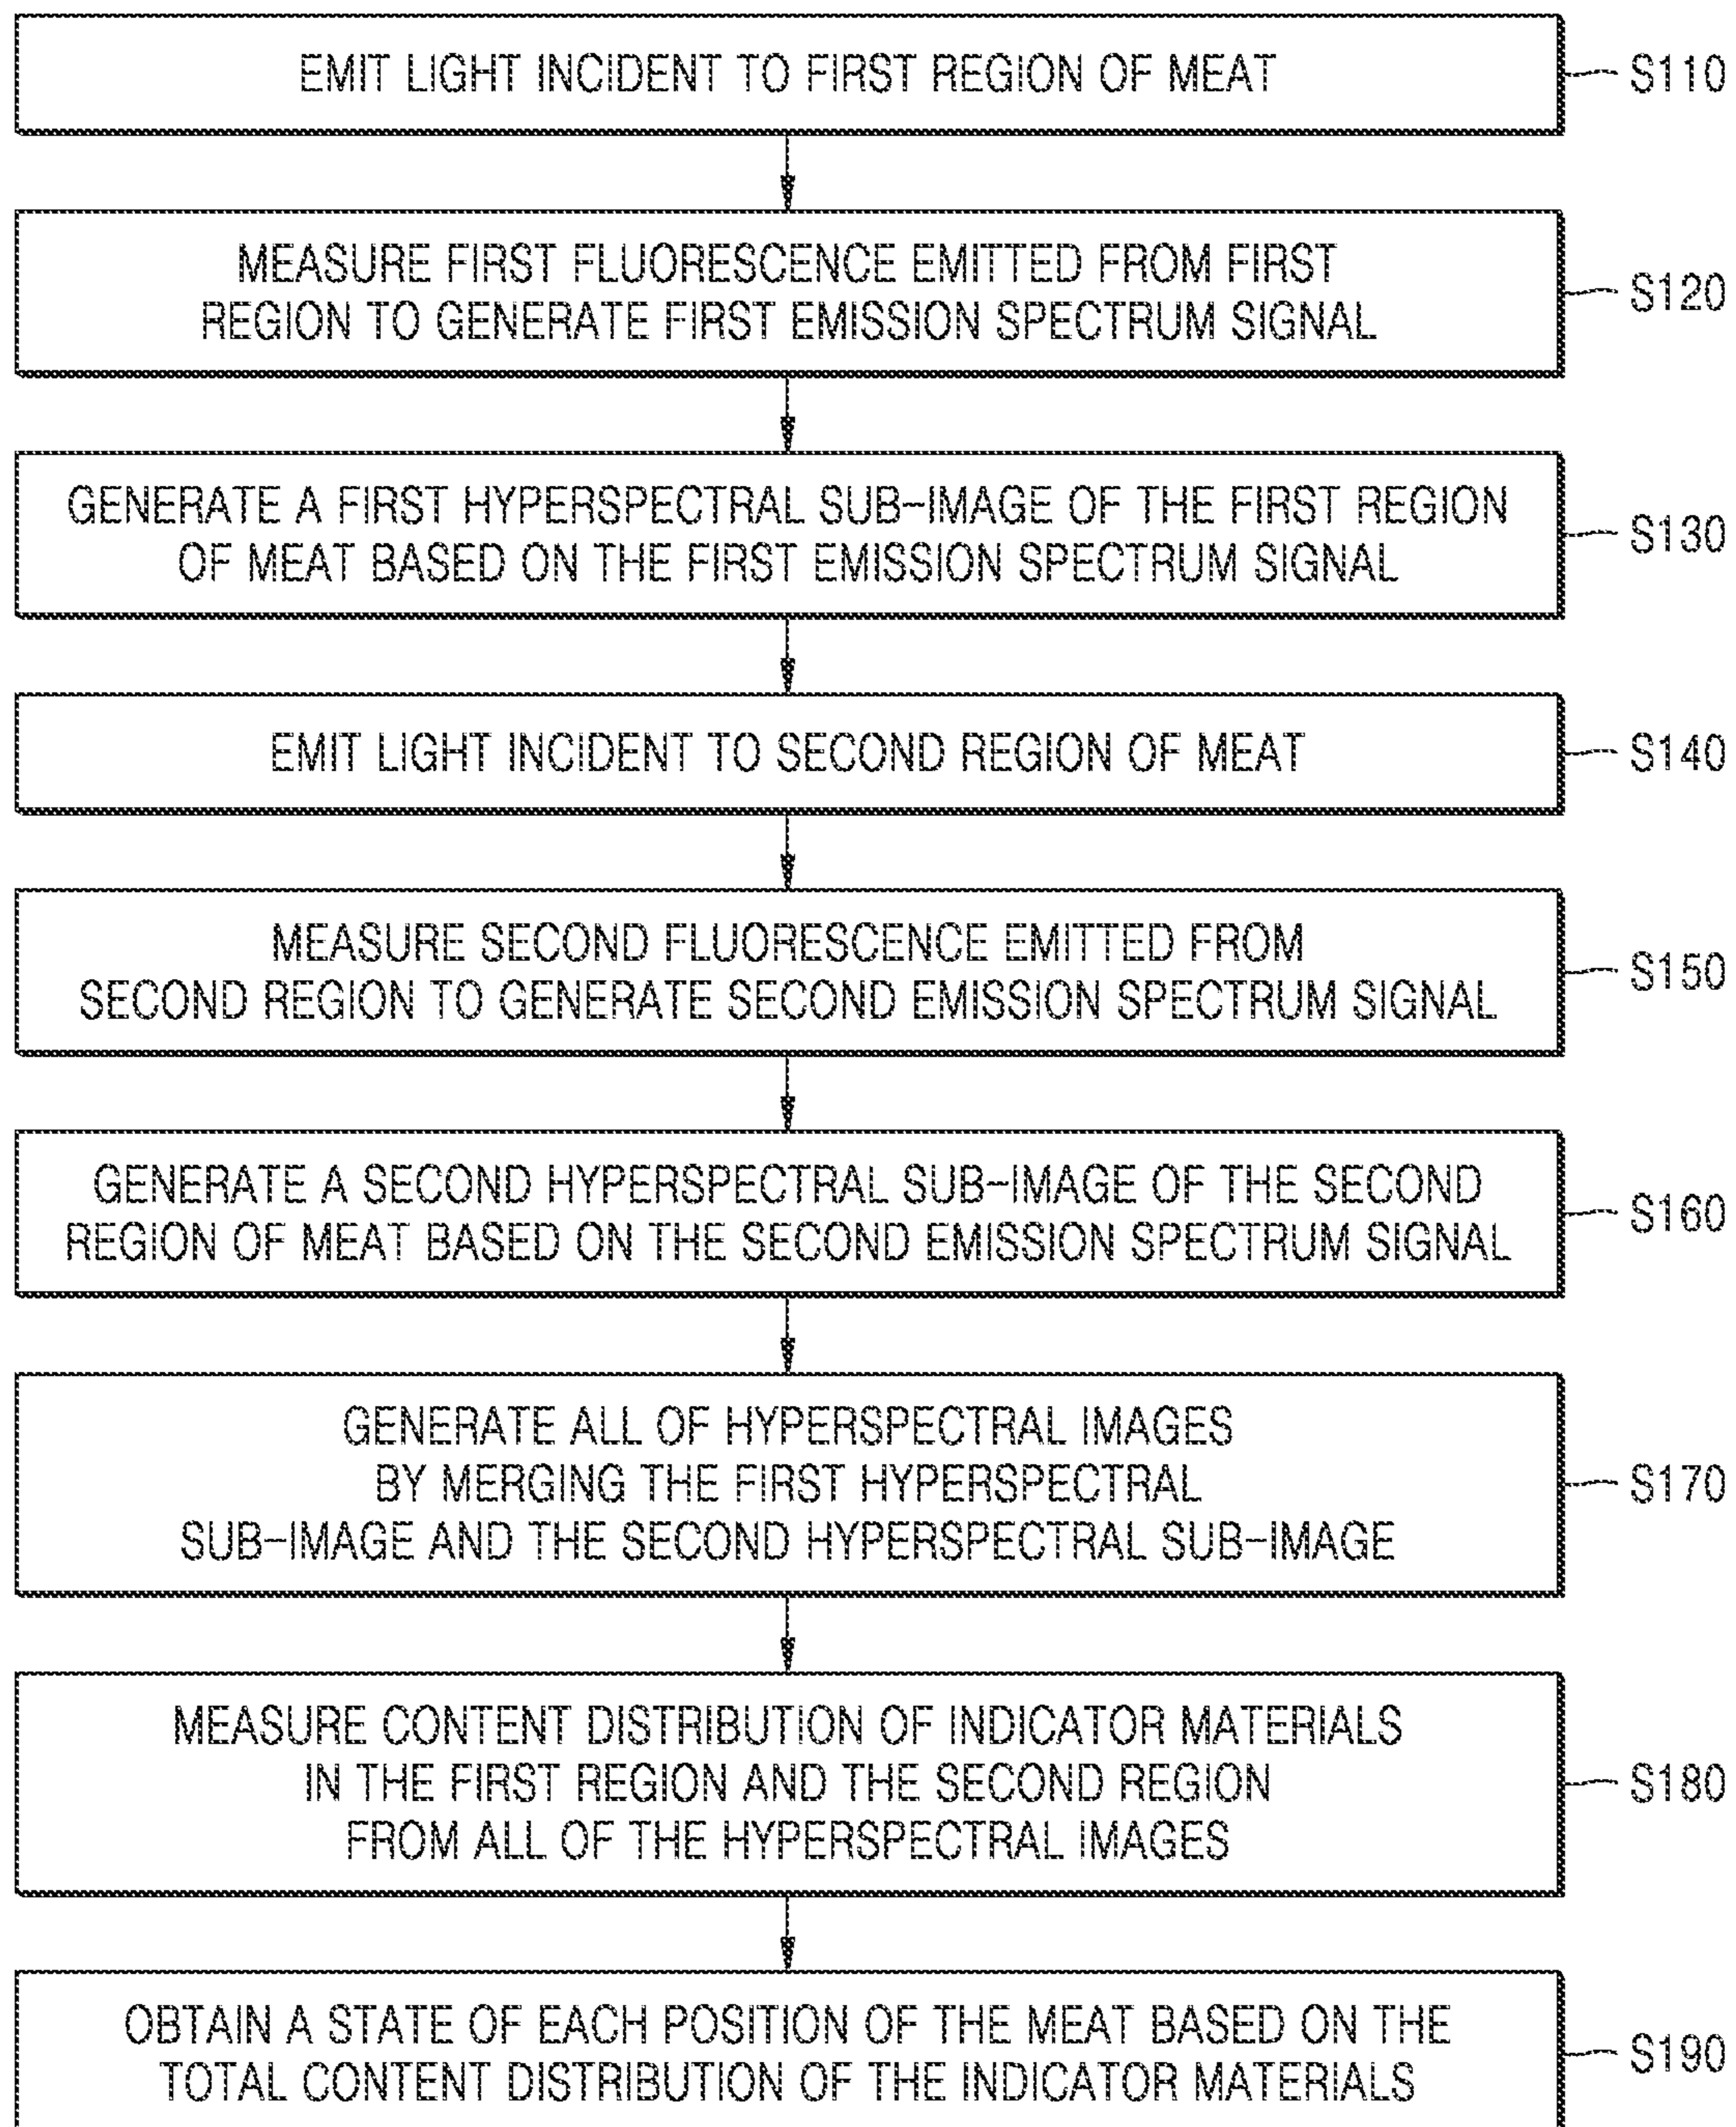 EMIT LIGHT INCIDENT TO FIRST REGION OF MEAT
S110
MEASURE FIRST FLUORESCENCE EMITTED FROM FIRST
REGION TO GENERATE FIRST EMISSION SPECTRUM SIGNAL
S120
GENERATE A FIRST HYPERSPECTRAL SUB-IMAGE OF THE FIRST REGION
OF MEAT BASED ON THE FIRST EMISSION SPECTRUM SIGNAL
S130
EMIT LIGHT INCIDENT TO SECOND REGION OF MEAT
S140
MEASURE SECOND FLUORESCENCE EMITTED FROM
SECOND REGION TO GENERATE SECOND EMISSION SPECTRUM SIGNAL
S150
GENERATE A SECOND HYPERSPECTRAL SUB-IMAGE OF THE SECOND
REGION OF MEAT BASED ON THE SECOND EMISSION SPECTRUM SIGNAL
S160
GENERATE ALL OF HYPERSPECTRAL IMAGES
BY MERGING THE FIRST HYPERSPECTRAL
SUB-IMAGE AND THE SECOND HYPERSPECTRAL SUB-IMAGE
S170
MEASURE CONTENT DISTRIBUTION OF INDICATOR MATERIALS
IN THE FIRST REGION AND THE SECOND REGION
FROM ALL OF THE HYPERSPECTRAL IMAGES
S180
OBTAIN A STATE OF EACH POSITION OF THE MEAT BASED ON THE
TOTAL CONTENT DISTRIBUTION OF THE INDICATOR MATERIALS
S190